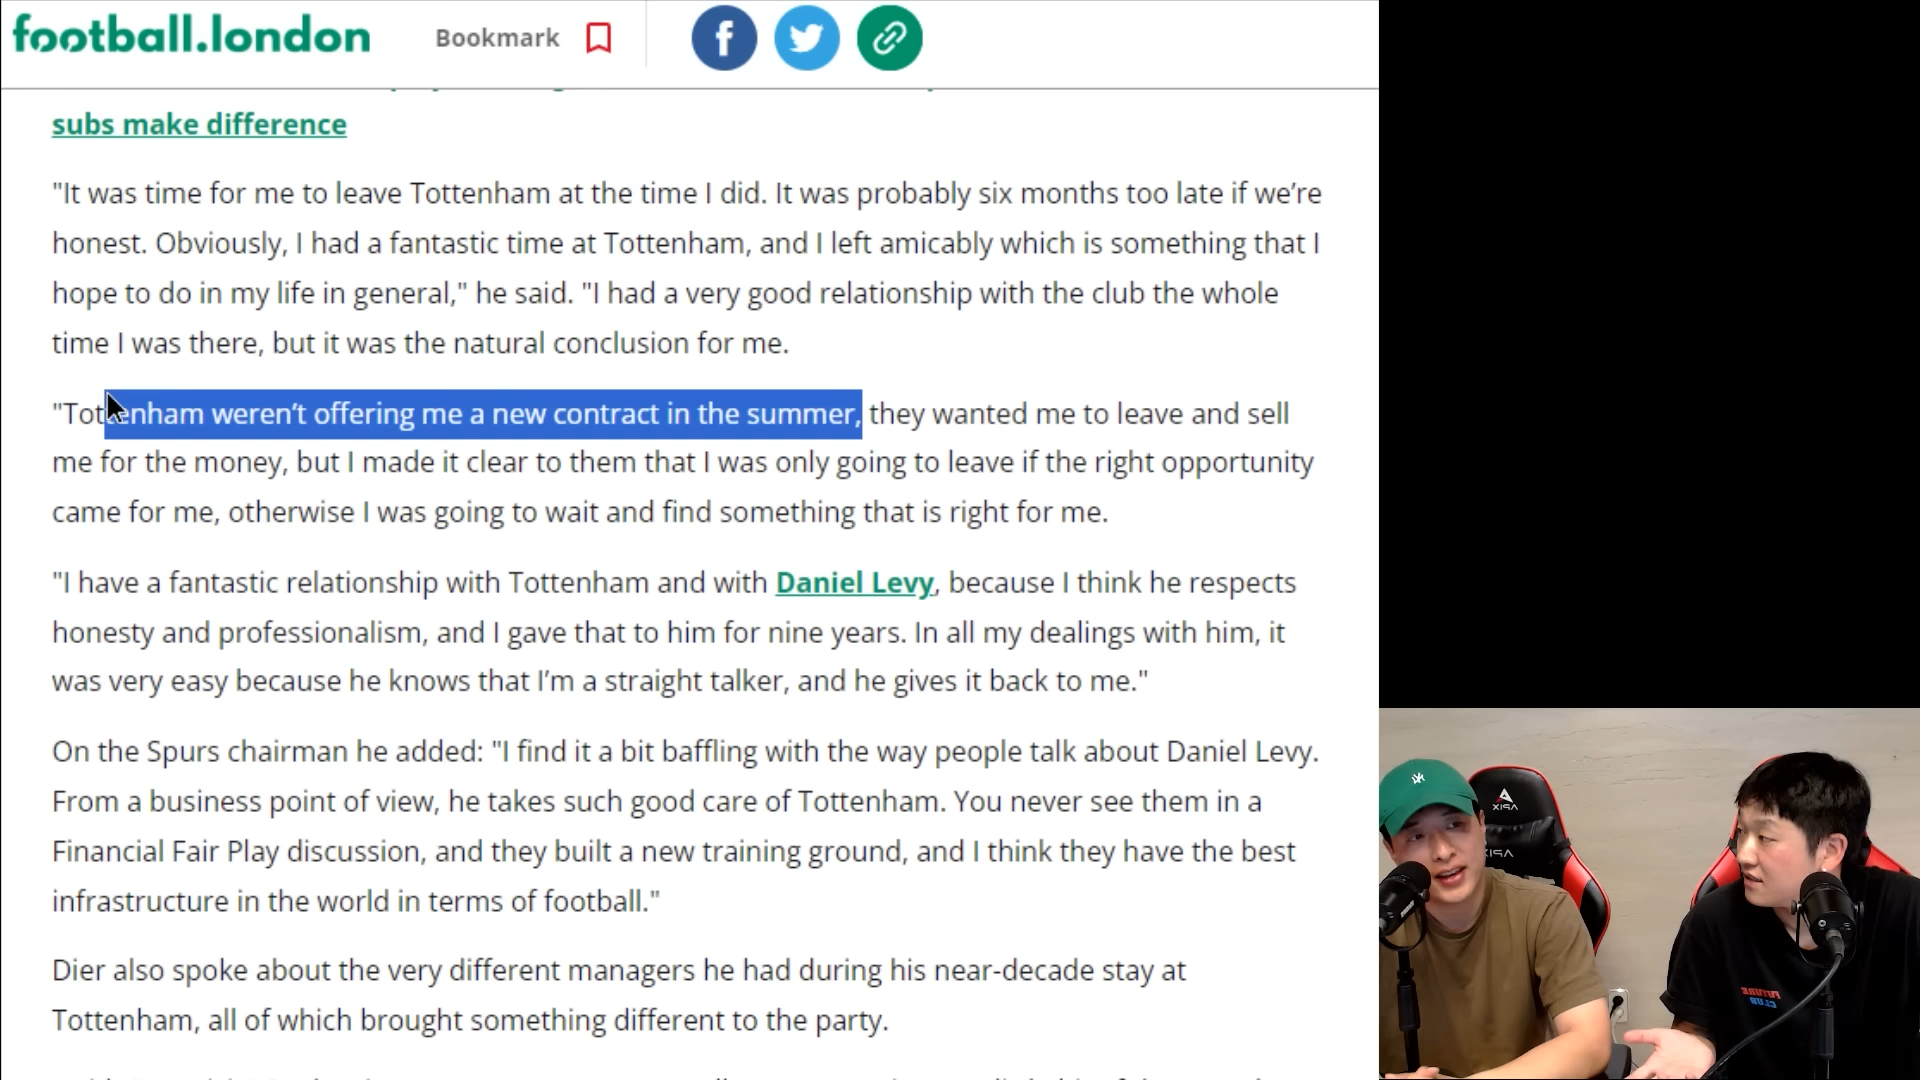 football.london
Bookmark
subs make difference
"It was time for me to leave Tottenham at the time I did. It was probably six months too late if we’re
honest. Obviously, I had a fantastic time at Tottenham, and I left amicably which is something that I
hope to do in my life in general," he said. "I had a very good relationship with the club the whole
time I was there, but it was the natural conclusion for me.
"Tottenham weren’t offering me a new contract in the summer, they wanted me to leave and sell
me for the money, but I made it clear to them that I was only going to leave if the right opportunity
came for me, otherwise I was going to wait and find something that is right for me.
"I have a fantastic relationship with Tottenham and with Daniel Levy, because I think he respects
honesty and professionalism, and I gave that to him for nine years. In all my dealings with him, it
was very easy because he knows that I’m a straight talker, and he gives it back to me."
On the Spurs chairman he added: "I find it a bit baffling with the way people talk about Daniel Levy.
From a business point of view, he takes such good care of Tottenham. You never see them in a
Financial Fair Play discussion, and they built a new training ground, and I think they have the best
infrastructure in the world in terms of football."
Dier also spoke about the very different managers he had during his near-decade stay at
Tottenham, all of which brought something different to the party.
APIX
APIX
FUTURE
CLUB